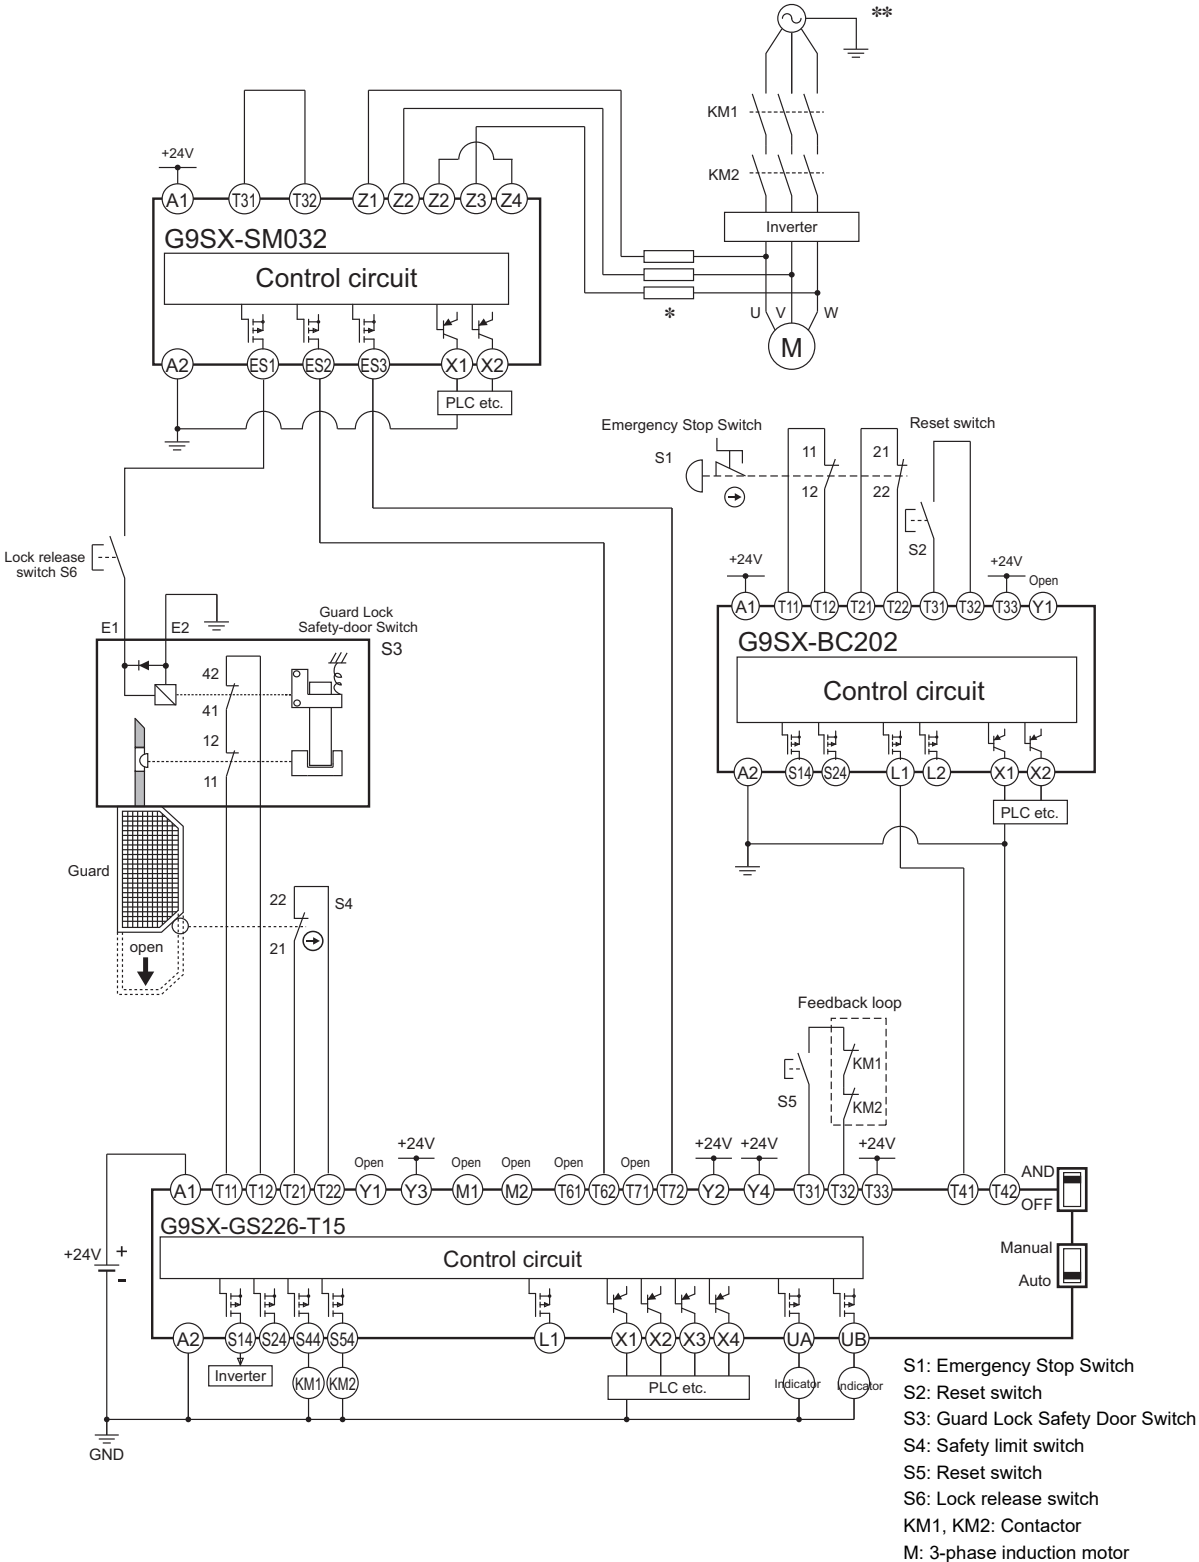 **
KM1
+24V
KM2
A1 T31 T32 Z1 Z2 Z2 Z3 Z4
Inverter
G9SX-SM032
Control circuit
*
U V W
M
A2 ES1 ES2 ES3 X1 X2
PLC etc.
Emergency Stop Switch
Reset switch
S1
11
21
12
22
S2
Lock release
switch S6
+24V
+24V
Open
A1 T11 T12 T21 T22 T31 T32 T33 Y1
Guard Lock
Safety-door Switch
E1 E2
S3
G9SX-BC202
Control circuit
42
41
12
11
A2 S14 S24 L1 L2 X1 X2
PLC etc.
Guard
22
S4
21
open
Feedback loop
KM1
S5
KM2
Open
+24V
Open
Open
Open
Open
+24V
+24V
+24V
A1 T11 T12 T21 T22 Y1 Y3 M1 M2 T61 T62 T71 T72 Y2 Y4 T31 T32 T33 T41 T42
AND
OFF
G9SX-GS226-T15
Control circuit
+24V
+
-
Manual
Auto
A2 S14 S24 S44 S54 L1 X1 X2 X3 X4 UA UB
Inverter
KM1
KM2
PLC etc.
Indicator
Indicator
GND
S1: Emergency Stop Switch
S2: Reset switch
S3: Guard Lock Safety Door Switch
S4: Safety limit switch
S5: Reset switch
S6: Lock release switch
KM1, KM2: Contactor
M: 3-phase induction motor